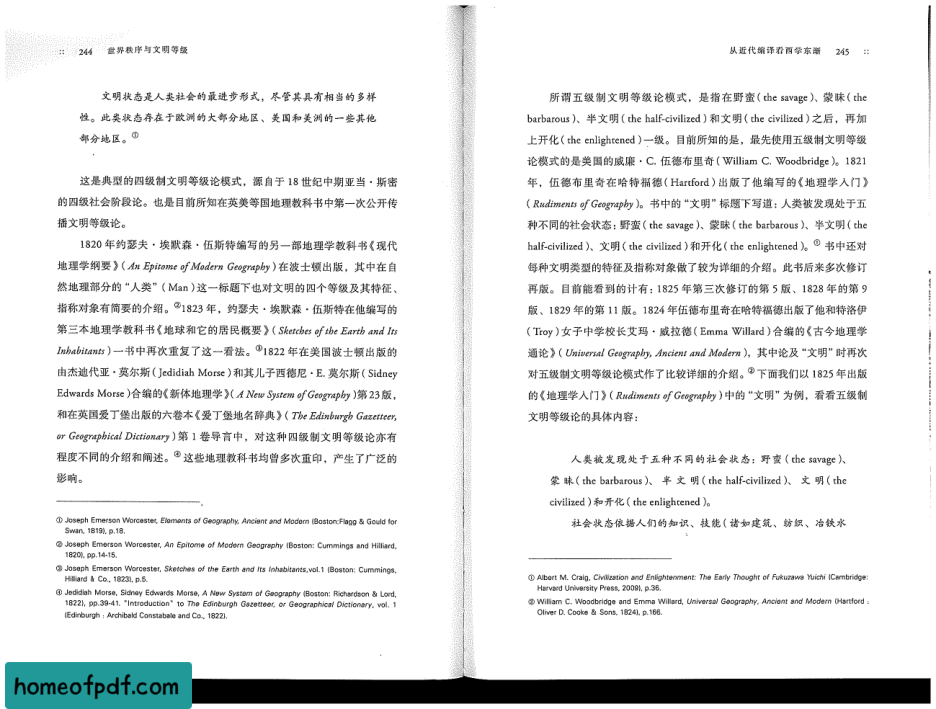 :: 244 世界秩序与文明等级
文明状态是人类社会的最进步形式，尽管其具有相当的多样
性。此类状态存在于欧洲的大部分地区、美国和美洲的一些其他
部分地区。①
这是典型的四级制文明等级论模式，源自于 18 世纪中期亚当·斯密
的四级社会阶段论。也是目前所知在英美等国地理教科书中第一次公开传
播文明等级论。
1820 年约瑟夫·埃默森·伍斯特编写的另一部地理学教科书《现代
地理学纲要》（An Epitome of Modern Geography）在波士顿出版，其中在自
然地理部分的“人类”（Man）这一标题下也对文明的四个等级及其特征、
指称对象有简要的介绍。②1823 年，约瑟夫·埃默森·伍斯特在他编写的
第三本地理学教科书《地球和它的居民概要》（Sketches of the Earth and Its
Inhabitants）一书中再次重复了这一看法。③1822 年在美国波士顿出版的
由杰迪代亚·莫尔斯（Jedidiah Morse）和其儿子西德尼·E. 莫尔斯（Sidney
Edwards Morse）合编的《新体地理学》（A New System of Geography）第 23 版，
和在英国爱丁堡出版的六卷本《爱丁堡地名辞典》（The Edinburgh Gazetteer,
or Geographical Dictionary）第 1 卷导言中，对这种四级制文明等级论亦有
程度不同的介绍和阐述。④ 这些地理教科书均曾多次重印，产生了广泛的
影响。
① Joseph Emerson Worcester, Elements of Geography, Ancient and Modern (Boston:Flagg & Gould for
Swan, 1819), p.18.
② Joseph Emerson Worcester, An Epitome of Modern Geography (Boston: Cummings and Hilliard,
1820), pp.14-15.
③ Joseph Emerson Worcester, Sketches of the Earth and Its Inhabitants,vol.1 (Boston: Cummings,
Hilliard & Co., 1823), p.5.
④ Jedidiah Morse, Sidney Edwards Morse, A New System of Geography (Boston: Richardson & Lord,
1822), pp.39-41. "Introduction" to The Edinburgh Gazetteer, or Geographical Dictionary, vol. 1
(Edinburgh : Archibald Constabale and Co., 1822).
从近代编译看西学东渐 245 ::
所谓五级制文明等级论模式，是指在野蛮（the savage）、蒙昧（the
barbarous）、半文明（the half-civilized）和文明（the civilized）之后，再加
上开化（the enlightened）一级。目前所知的是，最先使用五级制文明等级
论模式的是美国的威廉·C. 伍德布里奇（William C. Woodbridge）。1821
年，伍德布里奇在哈特福德（Hartford）出版了他编写的《地理学入门》
（Rudiments of Geography）。书中的“文明”标题下写道：人类被发现处于五
种不同的社会状态：野蛮（the savage）、蒙昧（the barbarous）、半文明（the
half-civilized）、文明（the civilized）和开化（the enlightened）。① 书中还对
每种文明类型的特征及指称对象做了较为详细的介绍。此书后来多次修订
再版。目前能看到的计有：1825 年第三次修订的第 5 版、1828 年的第 9
版、1829 年的第 11 版。1824 年伍德布里奇在哈特福德出版了他和特洛伊
（Troy）女子中学校长艾玛·威拉德（Emma Willard）合编的《古今地理学
通论》（Universal Geography, Ancient and Modern），其中论及“文明”时再次
对五级制文明等级论模式作了比较详细的介绍。② 下面我们以 1825 年出版
的《地理学入门》（Rudiments of Geography）中的“文明”为例，看看五级制
文明等级论的具体内容：
人类被发现处于五种不同的社会状态：野蛮（the savage）、
蒙昧（the barbarous）、半文明（the half-civilized）、文明（the
civilized）和开化（the enlightened）。
社会状态依据人们的知识、技能（诸如建筑、纺织、冶铁水
① Albert M. Craig, Civilization and Enlightenment: The Early Thought of Fukuzawa Yuichi (Cambridge:
Harvard University Press, 2009), p.36.
② William C. Woodbridge and Emma Willard, Universal Geography, Ancient and Modern (Hartford :
Oliver D. Cooke & Sons, 1824), p.166.
homeofpdf.com